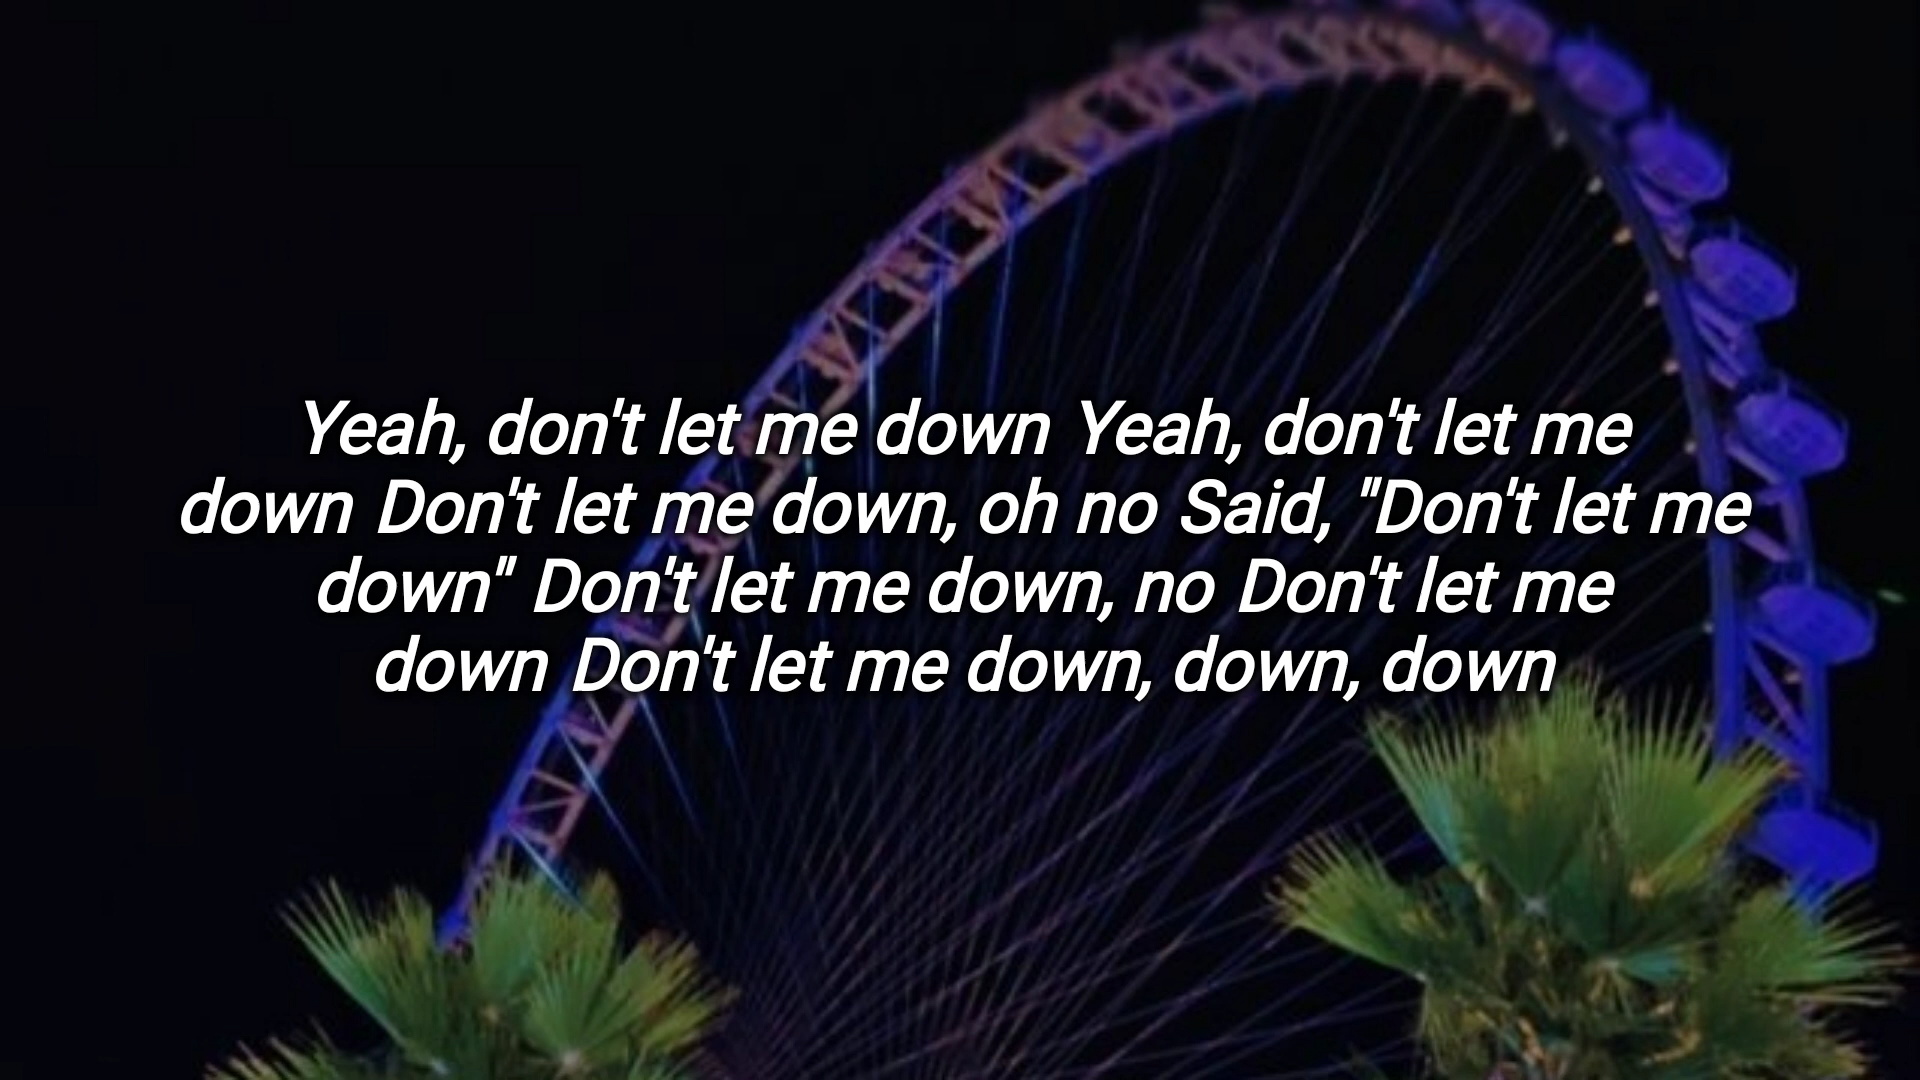 Yeah, don't let me down Yeah, don't let me
down Don't let me down, oh no Said, "Don't let me
down" Don't let me down, no Don't let me
down Don't let me down, down, down